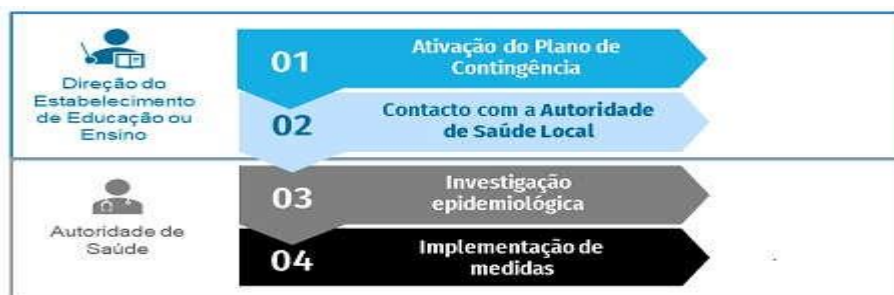 Direção do
Estabelecimento
de Educação ou
Ensino
01
Ativação do Plano de
Contingência
02
Contacto com a Autoridade
de Saúde Local
Autoridade de
Saúde
03
Investigação
epidemiológica
04
Implementação de
medidas